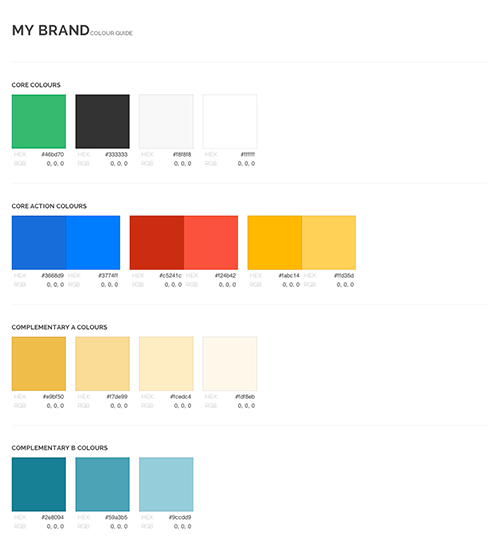 MY BRAND COLOUR GUIDE
CORE COLOURS
HEX #46bd70 HEX #333333 HEX #f8f8f8 HEX #ffffff
RGB 0, 0, 0 RGB 0, 0, 0 RGB 0, 0, 0 RGB 0, 0, 0
CORE ACTION COLOURS
HEX #3668d9 HEX #3774f1 HEX #c5241c HEX #f24b42 HEX #fabc14 HEX #ffd35d
RGB 0, 0, 0 RGB 0, 0, 0 RGB 0, 0, 0 RGB 0, 0, 0 RGB 0, 0, 0 RGB 0, 0, 0
COMPLEMENTARY A COLOURS
HEX #e9bf50 HEX #f7de99 HEX #fcedc4 HEX #fdf8eb
RGB 0, 0, 0 RGB 0, 0, 0 RGB 0, 0, 0 RGB 0, 0, 0
COMPLEMENTARY B COLOURS
HEX #2e8094 HEX #59a3b5 HEX #9ccdd9
RGB 0, 0, 0 RGB 0, 0, 0 RGB 0, 0, 0